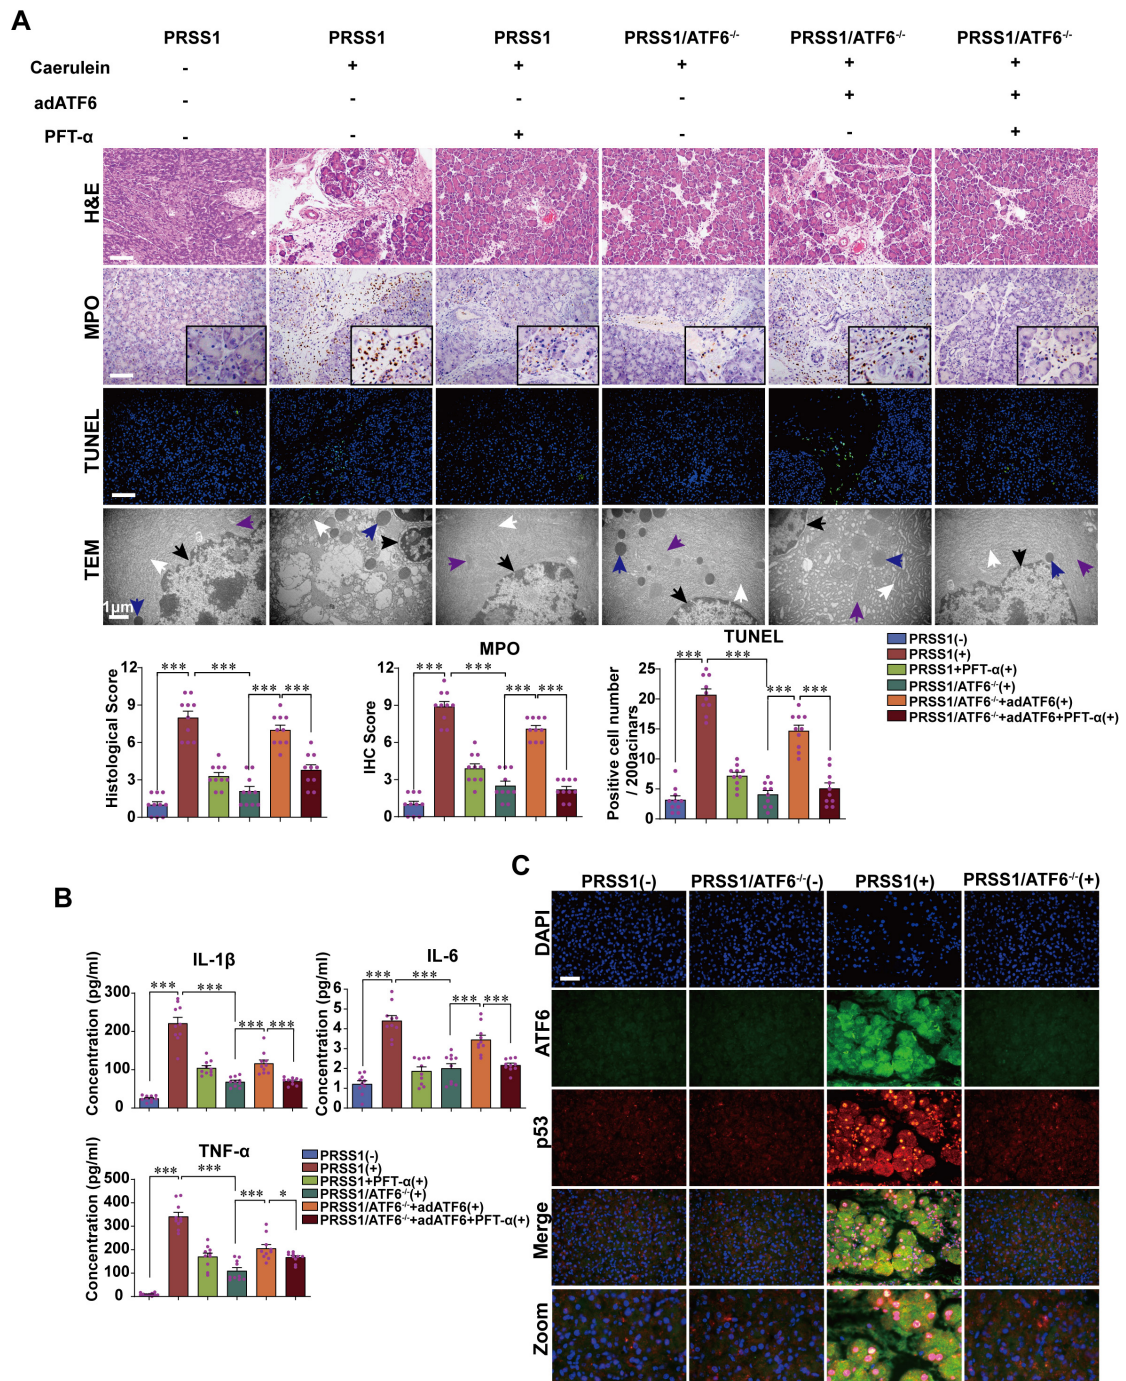 A
PRSS1 PRSS1 PRSS1 PRSS1/ATF6-/- PRSS1/ATF6-/- PRSS1/ATF6-/-
Caerulein - + + + + +
adATF6 - - - - + +
PFT-α - - + - - +
H&E
MPO
TUNEL
TEM
1μm
Histological Score
12
9
6
3
0
*** *** *** ***
MPO
IHC Score
12
9
6
3
0
*** *** *** ***
TUNEL
Positive cell number
/ 200acinars
25
20
15
10
5
0
*** *** *** ***
PRSS1(-)
PRSS1(+)
PRSS1+PFT-α(+)
PRSS1/ATF6-/-(+)
PRSS1/ATF6-/-+adATF6(+)
PRSS1/ATF6-/-+adATF6+PFT-α(+)
B
IL-1β
Concentration (pg/ml)
300
200
100
0
*** *** *** ***
IL-6
Concentration (pg/ml)
6
5
4
3
2
1
0
*** *** *** ***
TNF-α
Concentration (pg/ml)
500
400
300
200
100
0
*** *** *** *
PRSS1(-)
PRSS1(+)
PRSS1+PFT-α(+)
PRSS1/ATF6-/-(+)
PRSS1/ATF6-/-+adATF6(+)
PRSS1/ATF6-/-+adATF6+PFT-α(+)
C
PRSS1(-) PRSS1/ATF6-/-(-) PRSS1(+) PRSS1/ATF6-/-(+)
DAPI
ATF6
p53
Merge
Zoom